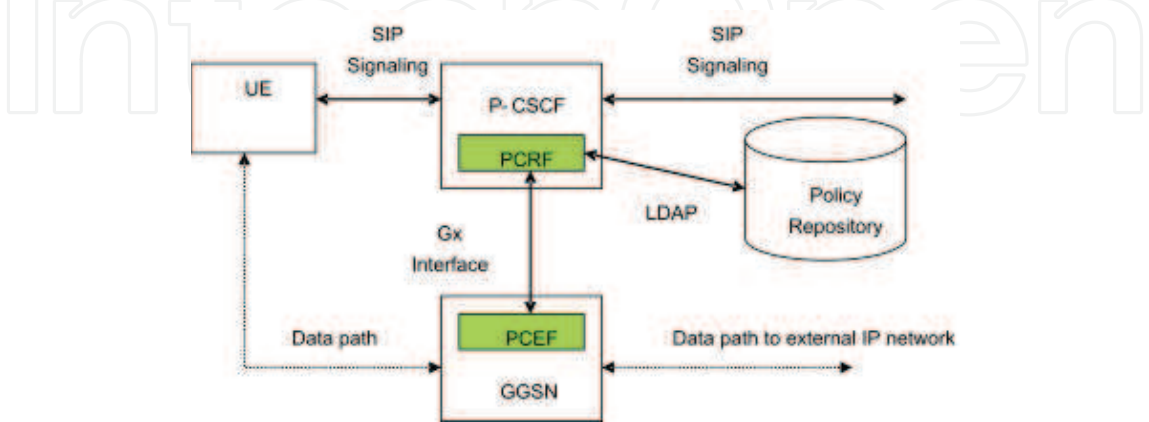 IntechOpen
SIP
Signaling
SIP
Signaling
UE
P- CSCF
PCRF
LDAP
Policy
Repository
Gx
Interface
PCEF
GGSN
Data path
Data path to external IP network